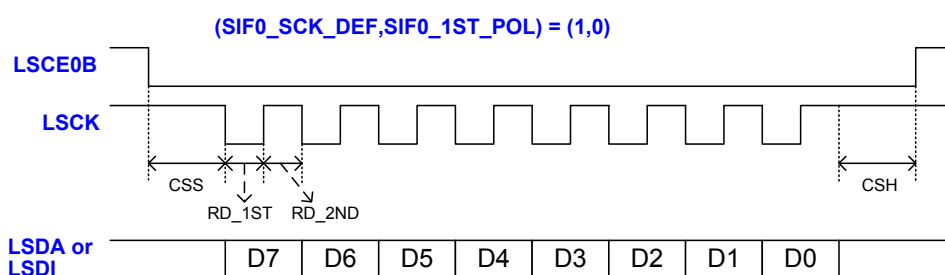 (SIF0_SCK_DEF,SIF0_1ST_POL) = (1,0)
LSCE0B
LSCK
CSS
CSH
RD_1ST RD_2ND
LSDA or
LSDI
D7 D6 D5 D4 D3 D2 D1 D0